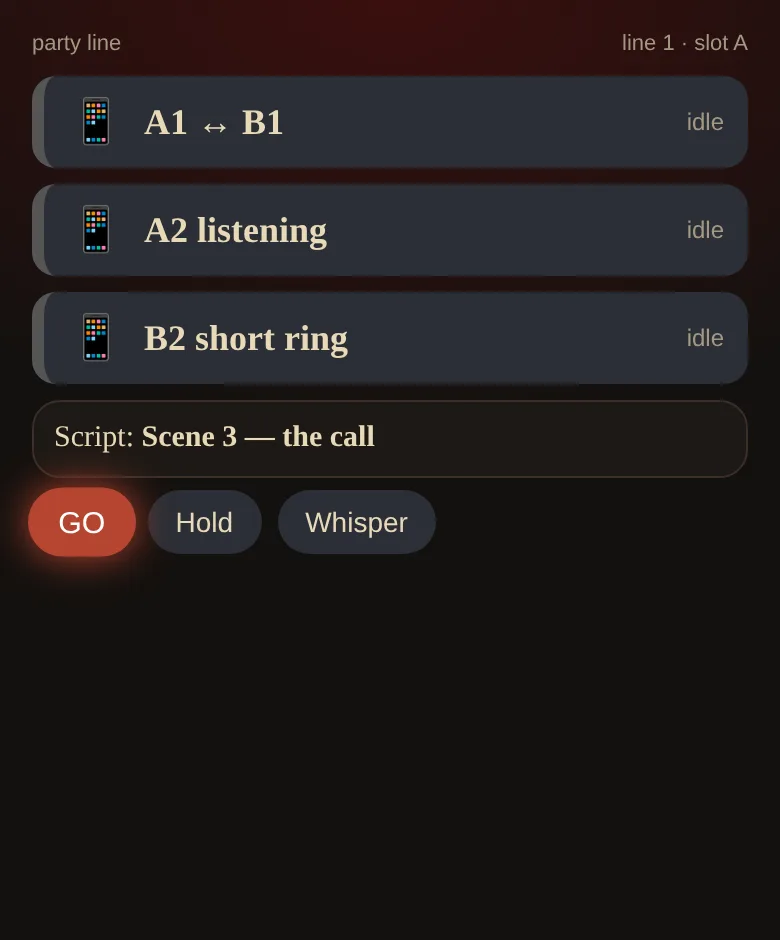 party line line 1 · slot A
A1 ↔ B1 idle
A2 listening idle
B2 short ring idle
Script: Scene 3 — the call
GO Hold Whisper